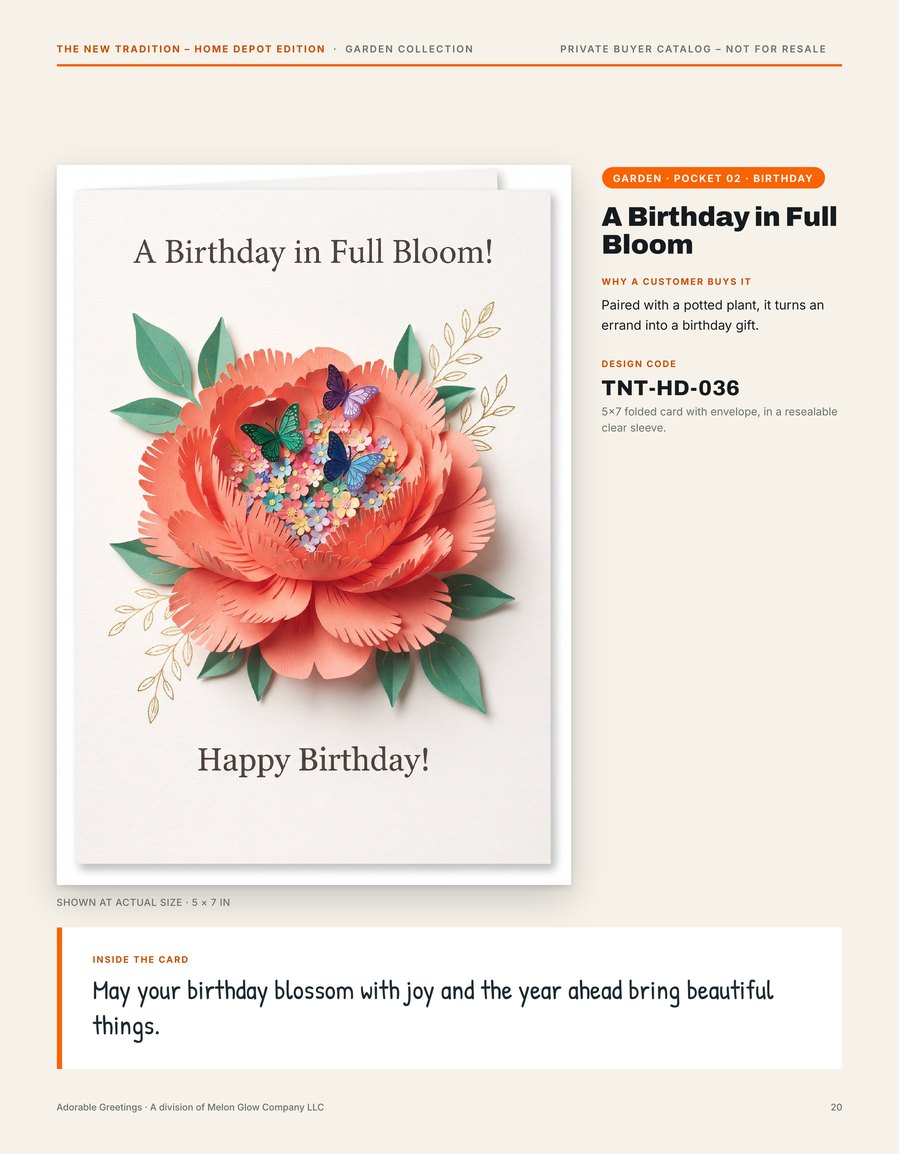 THE NEW TRADITION – HOME DEPOT EDITION · GARDEN COLLECTION
PRIVATE BUYER CATALOG – NOT FOR RESALE
A Birthday in Full Bloom!
Happy Birthday!
SHOWN AT ACTUAL SIZE · 5 × 7 IN
GARDEN · POCKET 02 · BIRTHDAY
A Birthday in Full
Bloom
WHY A CUSTOMER BUYS IT
Paired with a potted plant, it turns an
errand into a birthday gift.
DESIGN CODE
TNT-HD-036
5×7 folded card with envelope, in a resealable
clear sleeve.
INSIDE THE CARD
May your birthday blossom with joy and the year ahead bring beautiful
things.
Adorable Greetings · A division of Melon Glow Company LLC
20